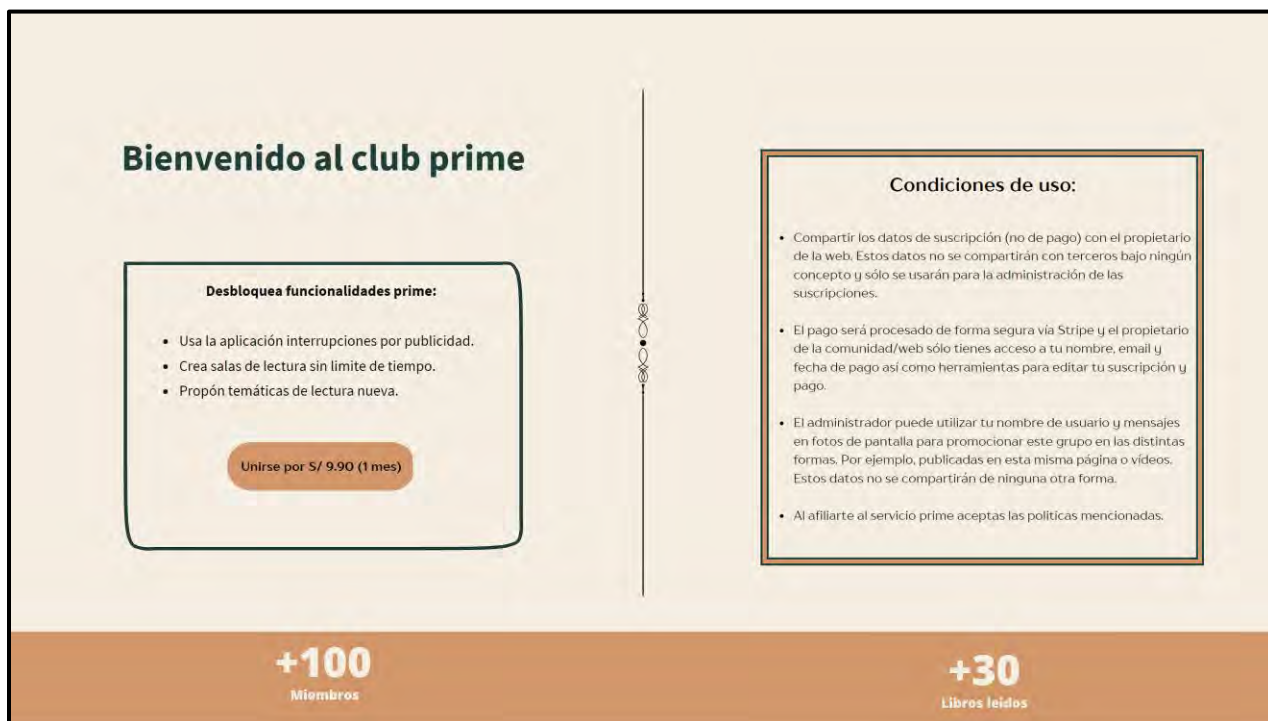 Bienvenido al club prime
Desbloquea funcionalidades prime:
• Usa la aplicación interrupciones por publicidad.
• Crea salas de lectura sin limite de tiempo.
• Propón temáticas de lectura nueva.
Unirse por S/ 9.90 (1 mes)
Condiciones de uso:
• Compartir los datos de suscripción (no de pago) con el propietario
de la web. Estos datos no se compartirán con terceros bajo ningún
concepto y sólo se usarán para la administración de las
suscripciones.
• El pago será procesado de forma segura vía Stripe y el propietario
de la comunidad/web sólo tienes acceso a tu nombre, email y
fecha de pago así como herramientas para editar tu suscripción y
pago.
• El administrador puede utilizar tu nombre de usuario y mensajes
en fotos de pantalla para promocionar este grupo en las distintas
formas. Por ejemplo, publicadas en esta misma página o vídeos.
Estos datos no se compartirán de ninguna otra forma.
• Al afiliarte al servicio prime aceptas las políticas mencionadas.
+100
Miembros
+30
Libros leídos